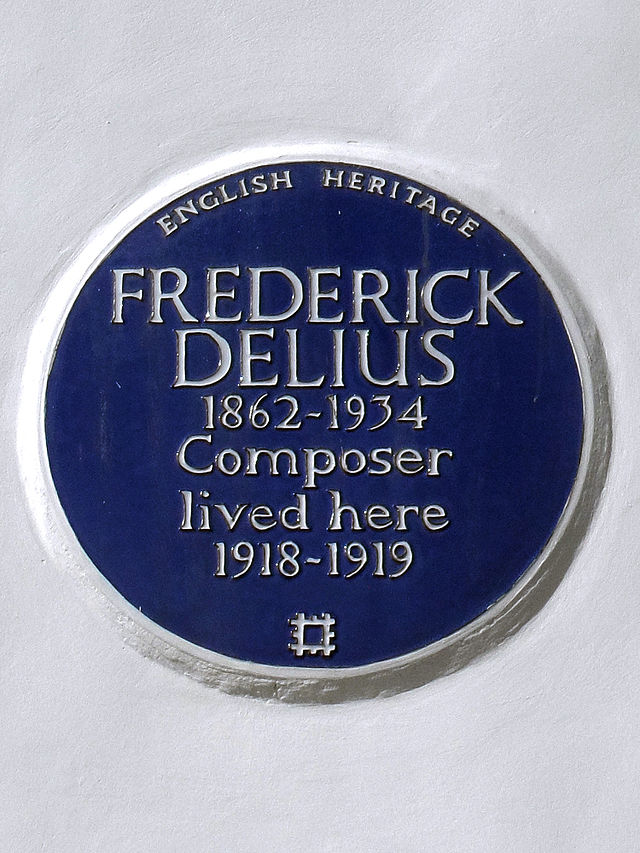 ENGLISH HERITAGE
FREDERICK
DELIUS
1862-1934
Composer
lived here
1918-1919